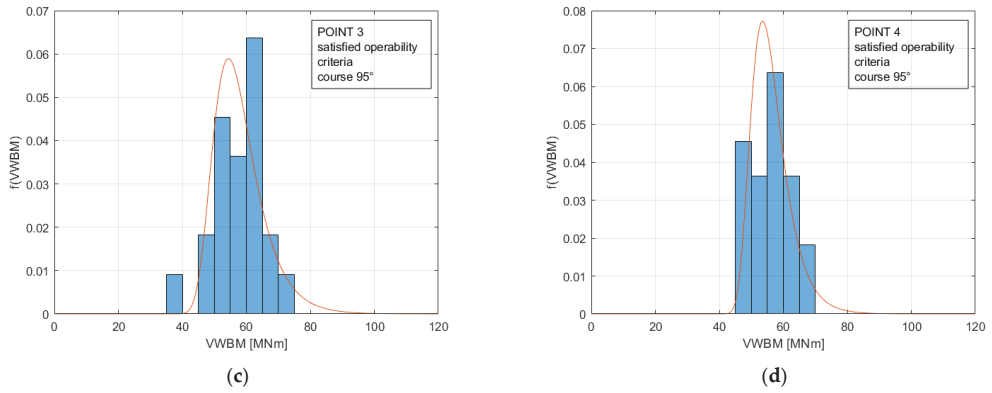 0.07
0.06
0.05
0.04
0.03
0.02
0.01
0
f(VWBM)
POINT 3
satisfied operability
criteria
course 95°
0 20 40 60 80 100 120
VWBM [MNm]
(c)
0.08
0.07
0.06
0.05
0.04
0.03
0.02
0.01
0
f(VWBM)
POINT 4
satisfied operability
criteria
course 95°
0 20 40 60 80 100 120
VWBM [MNm]
(d)